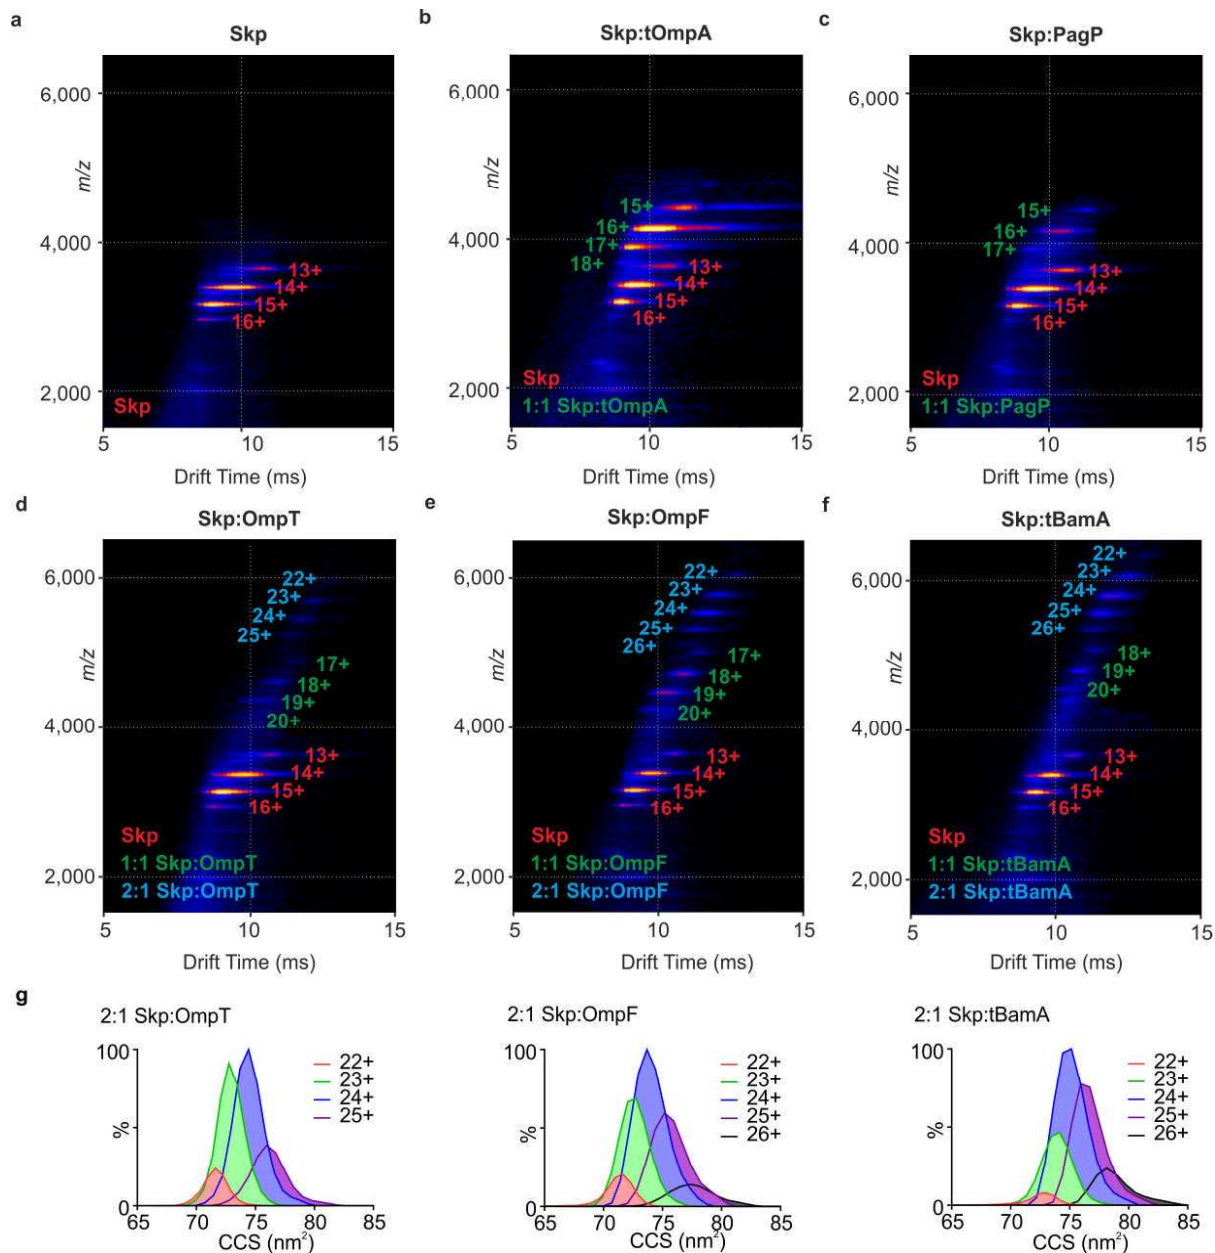 a
Skp
6,000
4,000
2,000
m/z
13+
14+
15+
16+
Skp
5
10
15
Drift Time (ms)
b
Skp:tOmpA
6,000
4,000
2,000
m/z
15+
16+
17+
18+
13+
14+
15+
16+
Skp
1:1 Skp:tOmpA
5
10
15
Drift Time (ms)
c
Skp:PagP
6,000
4,000
2,000
m/z
15+
16+
17+
13+
14+
15+
16+
Skp
1:1 Skp:PagP
5
10
15
Drift Time (ms)
d
Skp:OmpT
6,000
4,000
2,000
m/z
22+
23+
24+
25+
17+
18+
19+
20+
13+
14+
15+
16+
Skp
1:1 Skp:OmpT
2:1 Skp:OmpT
5
10
15
Drift Time (ms)
e
Skp:OmpF
6,000
4,000
2,000
m/z
22+
23+
24+
25+
26+
17+
18+
19+
20+
13+
14+
15+
16+
Skp
1:1 Skp:OmpF
2:1 Skp:OmpF
5
10
15
Drift Time (ms)
f
Skp:tBamA
6,000
4,000
2,000
m/z
22+
23+
24+
25+
26+
18+
19+
20+
13+
14+
15+
16+
Skp
1:1 Skp:tBamA
2:1 Skp:tBamA
5
10
15
Drift Time (ms)
g
2:1 Skp:OmpT
100
%
0
22+
23+
24+
25+
65 70 75 80 85
CCS (nm²)
2:1 Skp:OmpF
100
%
0
22+
23+
24+
25+
26+
65 70 75 80 85
CCS (nm²)
2:1 Skp:tBamA
100
%
0
22+
23+
24+
25+
26+
65 70 75 80 85
CCS (nm²)